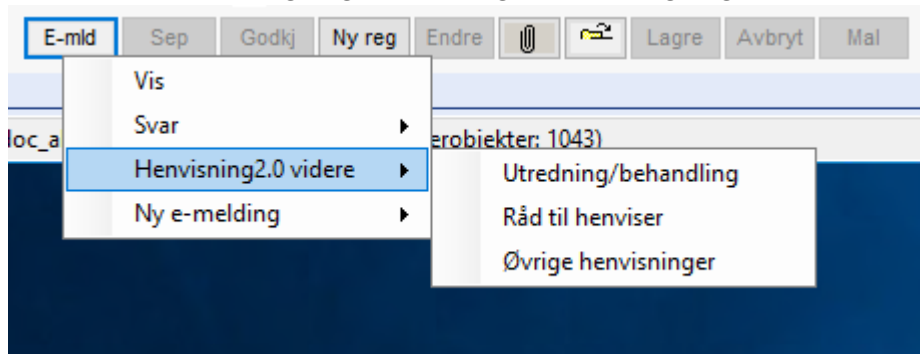 E-mld Sep Godkj Ny reg Endre Lagre Avbryt Mal
Vis
Svar
loc_a erobjekter: 1043)
Henvisning2.0 videre
Utredning/behandling
Ny e-melding
Råd til henviser
Øvrige henvisninger